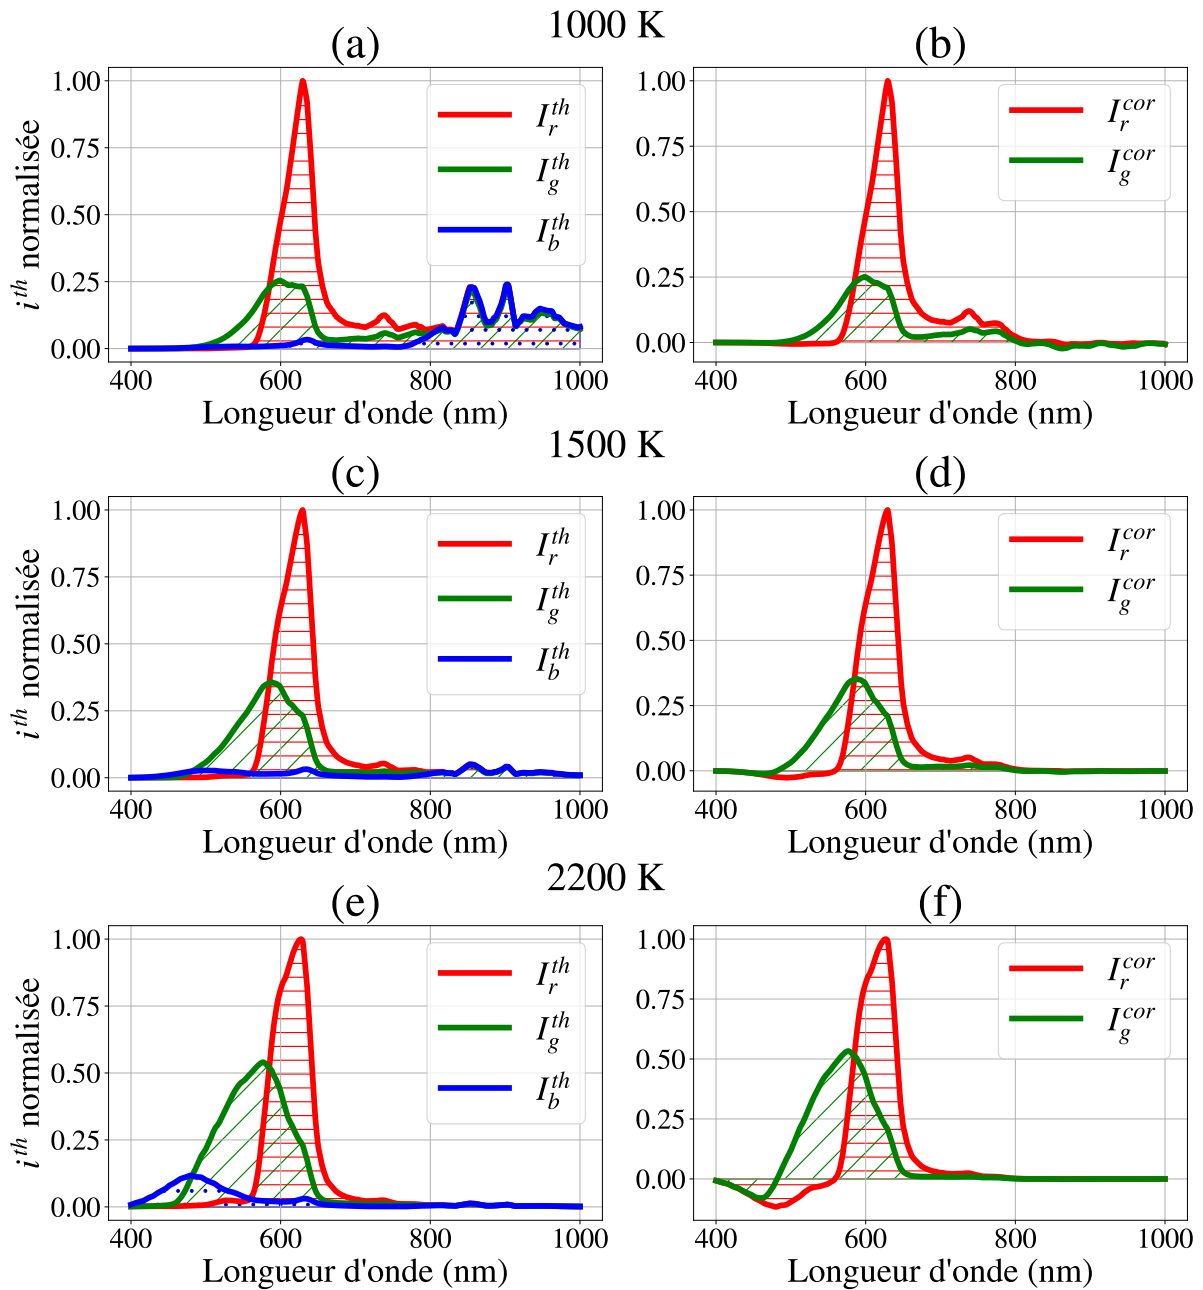 1000 K
(a)
(b)
i^th normalisée
1.00
0.75
0.50
0.25
0.00
400
600
800
1000
Longueur d'onde (nm)
I_r^th
I_g^th
I_b^th
1.00
0.75
0.50
0.25
0.00
400
600
800
1000
Longueur d'onde (nm)
I_r^cor
I_g^cor
1500 K
(c)
(d)
i^th normalisée
1.00
0.75
0.50
0.25
0.00
400
600
800
1000
Longueur d'onde (nm)
I_r^th
I_g^th
I_b^th
1.00
0.75
0.50
0.25
0.00
400
600
800
1000
Longueur d'onde (nm)
I_r^cor
I_g^cor
2200 K
(e)
(f)
i^th normalisée
1.00
0.75
0.50
0.25
0.00
400
600
800
1000
Longueur d'onde (nm)
I_r^th
I_g^th
I_b^th
1.00
0.75
0.50
0.25
0.00
400
600
800
1000
Longueur d'onde (nm)
I_r^cor
I_g^cor